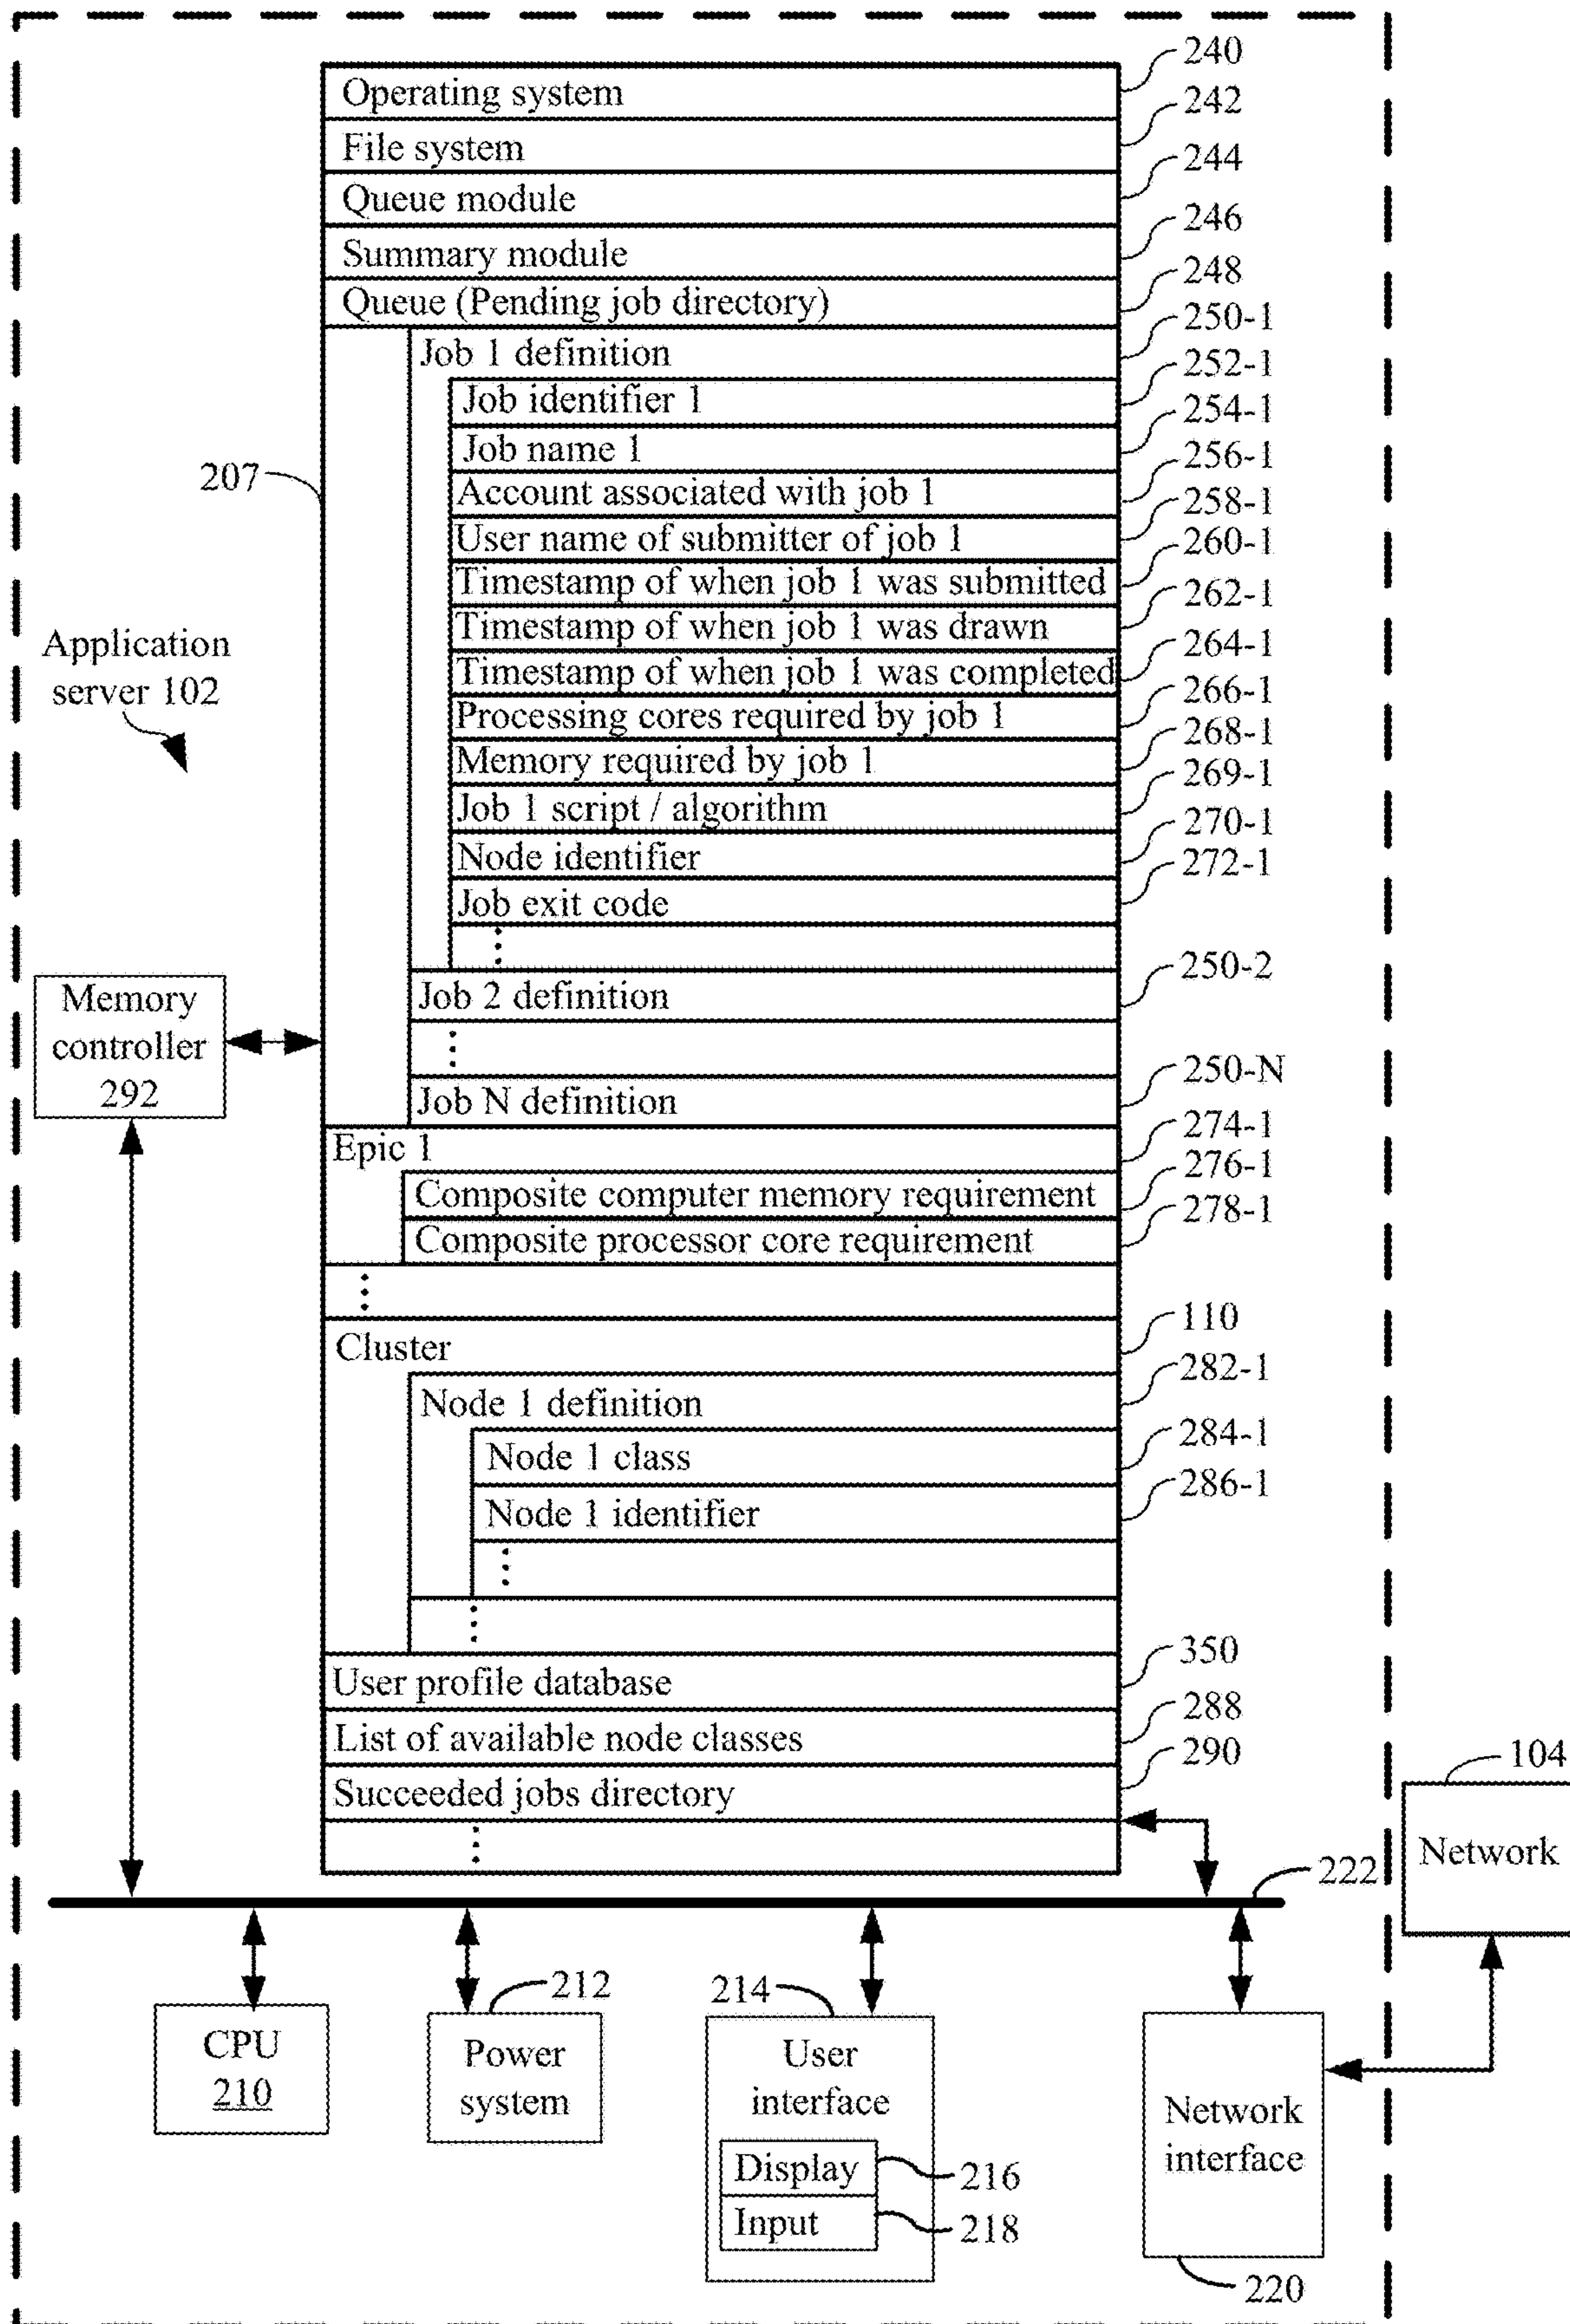 240
Operating system
242
File system
244
Queue module
246
Summary module
248
Queue (Pending job directory)
250-1
Job 1 definition
252-1
Job identifier 1
254-1
Job name 1
256-1
207
Account associated with job 1
258-1
User name of submitter of job 1
260-1
Timestamp of when job 1 was submitted
262-1
Timestamp of when job 1 was drawn
264-1
Application
server 102
Timestamp of when job 1 was completed
266-1
Processing cores required by job 1
268-1
Memory required by job 1
269-1
Job 1 script / algorithm
270-1
Node identifier
272-1
Job exit code
⋮
250-2
Job 2 definition
Memory
controller
292
⋮
250-N
Job N definition
274-1
Epic 1
276-1
Composite computer memory requirement
278-1
Composite processor core requirement
⋮
110
Cluster
282-1
Node 1 definition
284-1
Node 1 class
286-1
Node 1 identifier
⋮
⋮
350
User profile database
288
List of available node classes
290
Succeeded jobs directory
⋮
104
Network
222
CPU
210
212
Power
system
214
User
interface
Display
216
Input
218
Network
interface
220